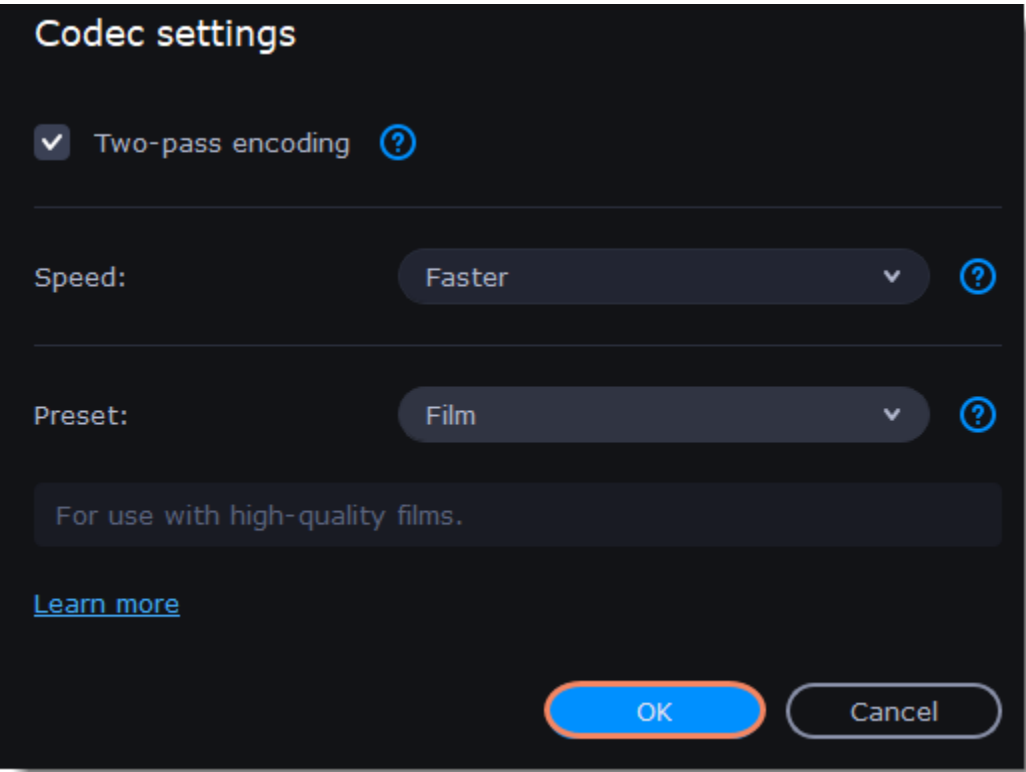 Codec settings
Two-pass encoding ?
Speed: Faster ?
Preset: Film ?
For use with high-quality films.
Learn more
OK Cancel